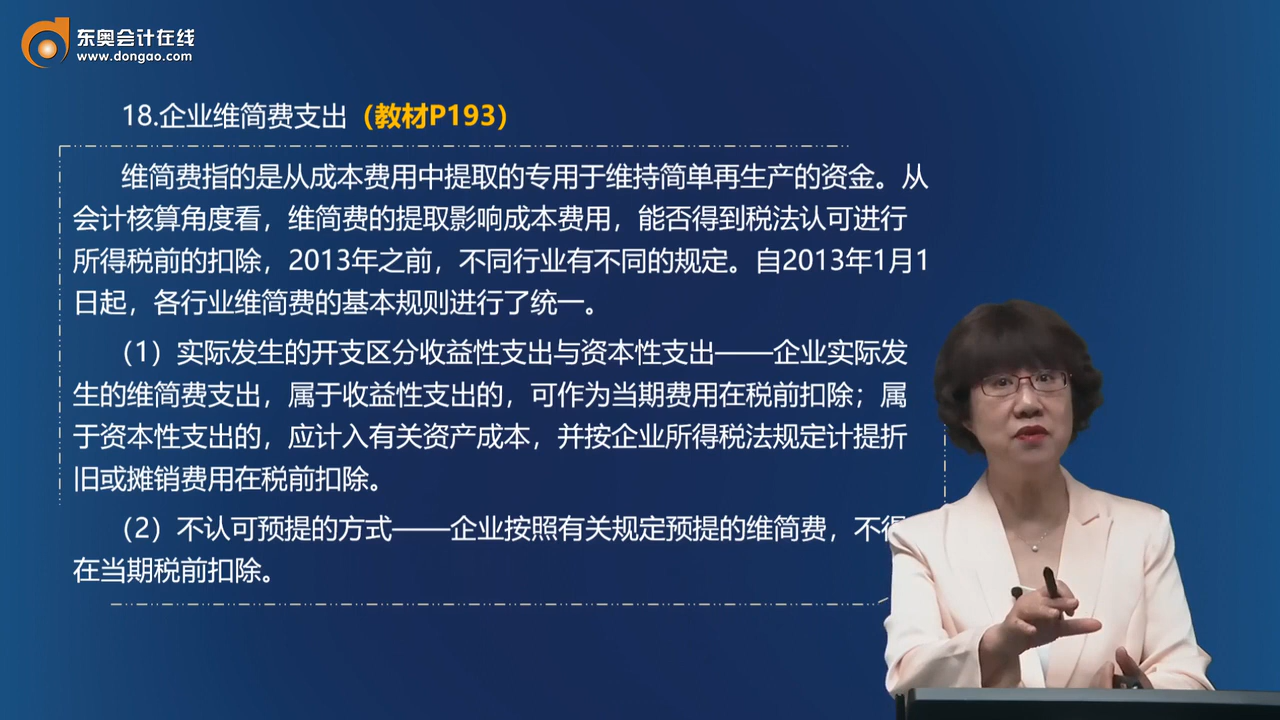 东奥会计在线
www.dongao.com
18.企业维简费支出（教材P193）
维简费指的是从成本费用中提取的专用于维持简单再生产的资金。从
会计核算角度看，维简费的提取影响成本费用，能否得到税法认可进行
所得税前的扣除，2013年之前，不同行业有不同的规定。自2013年1月1
日起，各行业维简费的基本规则进行了统一。
（1）实际发生的开支区分收益性支出与资本性支出——企业实际发
生的维简费支出，属于收益性支出的，可作为当期费用在税前扣除；属
于资本性支出的，应计入有关资产成本，并按企业所得税法规定计提折
旧或摊销费用在税前扣除。
（2）不认可预提的方式——企业按照有关规定预提的维简费，不得
在当期税前扣除。